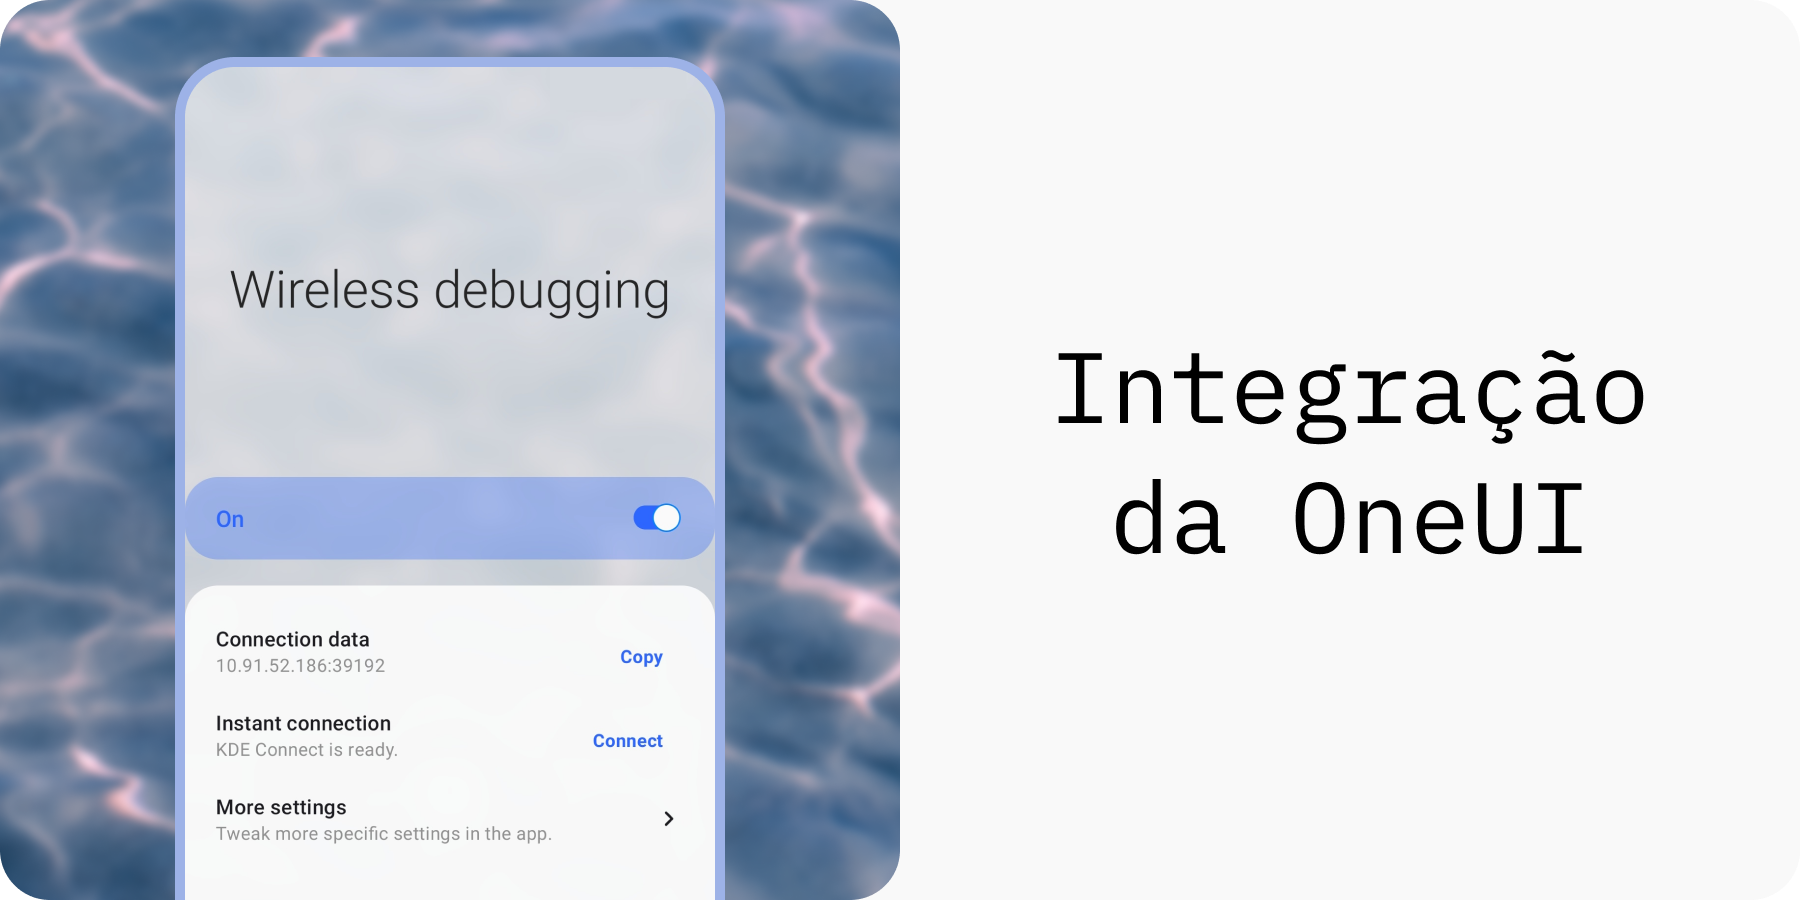 Wireless debugging
On
Connection data
10.91.52.186:39192
Copy
Instant connection
KDE Connect is ready.
Connect
More settings
Tweak more specific settings in the app.
Integração
da OneUI